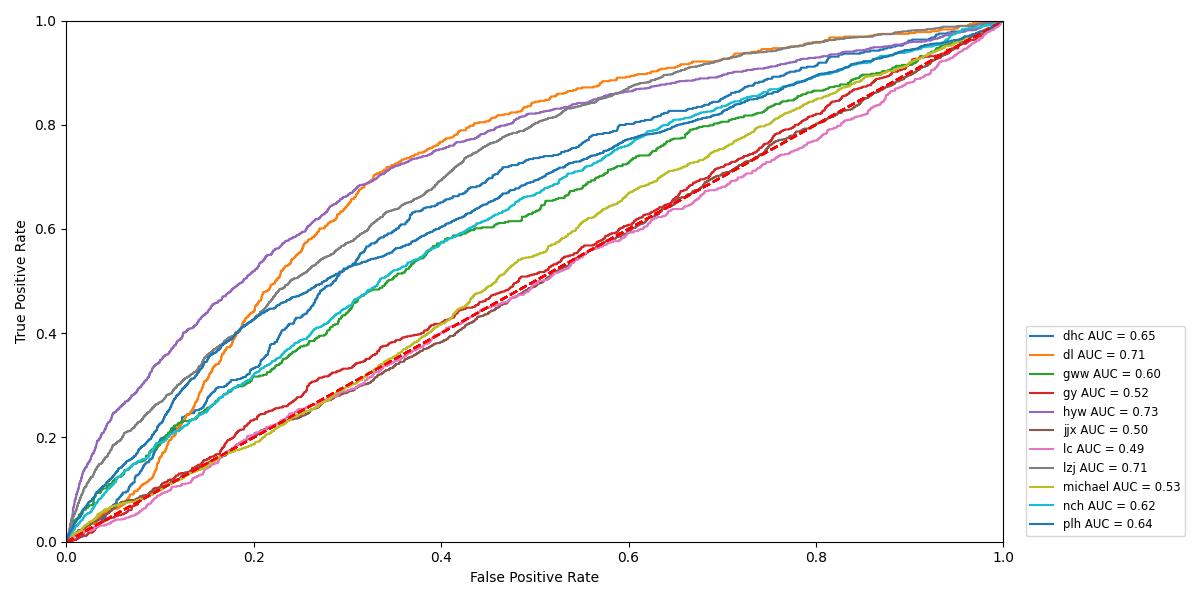 1.0
0.8
0.6
0.4
0.2
0.0
True Positive Rate
0.0 0.2 0.4 0.6 0.8 1.0
False Positive Rate
dhc AUC = 0.65
dl AUC = 0.71
gww AUC = 0.60
gy AUC = 0.52
hyw AUC = 0.73
jjx AUC = 0.50
lc AUC = 0.49
lzj AUC = 0.71
michael AUC = 0.53
nch AUC = 0.62
plh AUC = 0.64